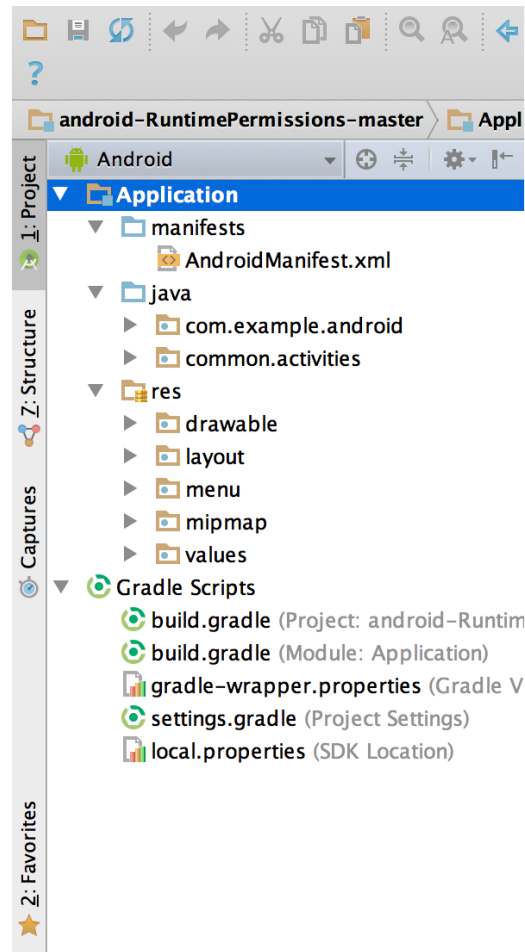 ?
android-RuntimePermissions-master
Appl
Android
1: Project
Application
manifests
AndroidManifest.xml
java
com.example.android
common.activities
7: Structure
res
drawable
layout
menu
mipmap
values
Captures
Gradle Scripts
build.gradle (Project: android-Runtim
build.gradle (Module: Application)
gradle-wrapper.properties (Gradle V
settings.gradle (Project Settings)
local.properties (SDK Location)
2: Favorites